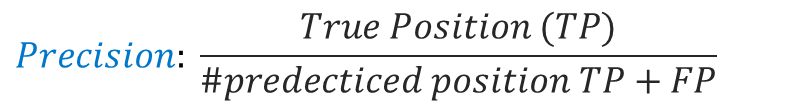 Precision: True Position (TP)
#predecticed position TP + FP